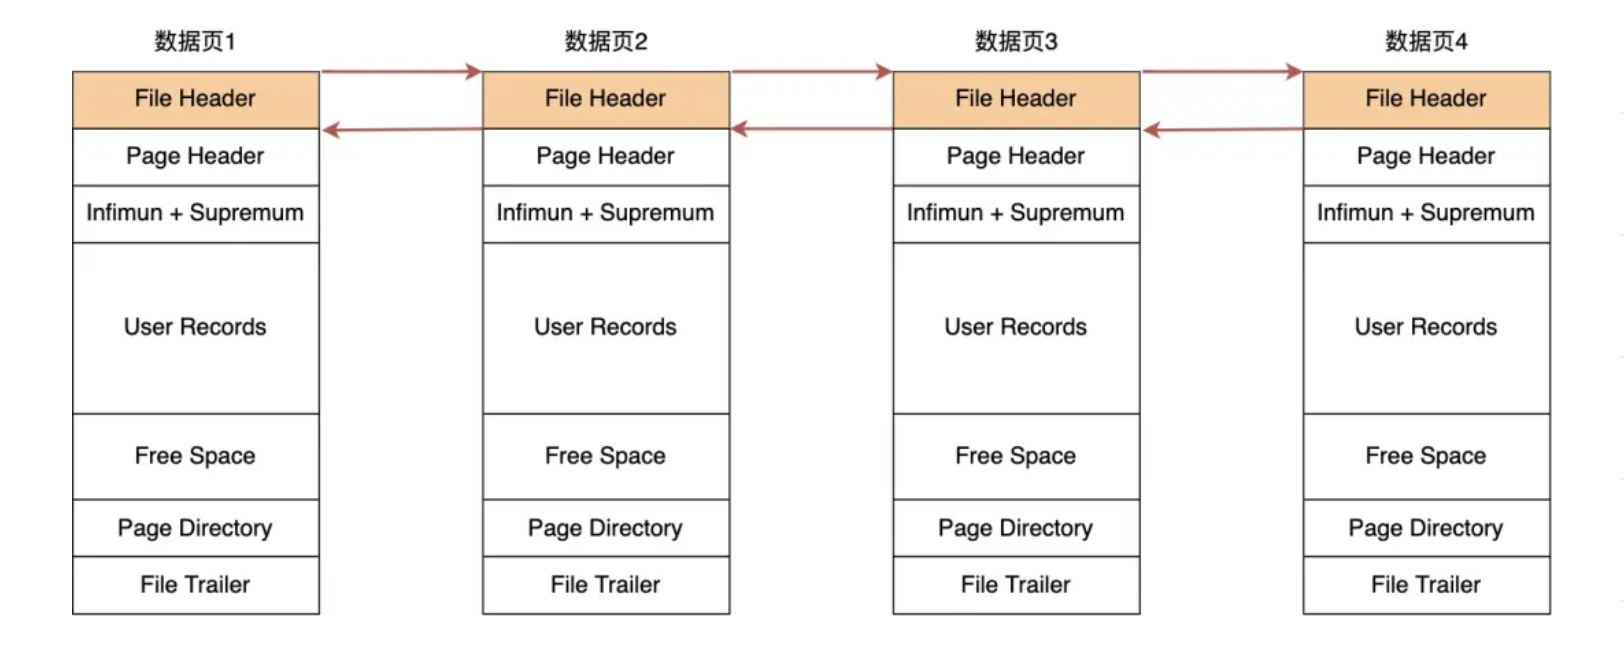 数据页1
File Header
Page Header
Infimun + Supremum
User Records
Free Space
Page Directory
File Trailer
数据页2
File Header
Page Header
Infimun + Supremum
User Records
Free Space
Page Directory
File Trailer
数据页3
File Header
Page Header
Infimun + Supremum
User Records
Free Space
Page Directory
File Trailer
数据页4
File Header
Page Header
Infimun + Supremum
User Records
Free Space
Page Directory
File Trailer